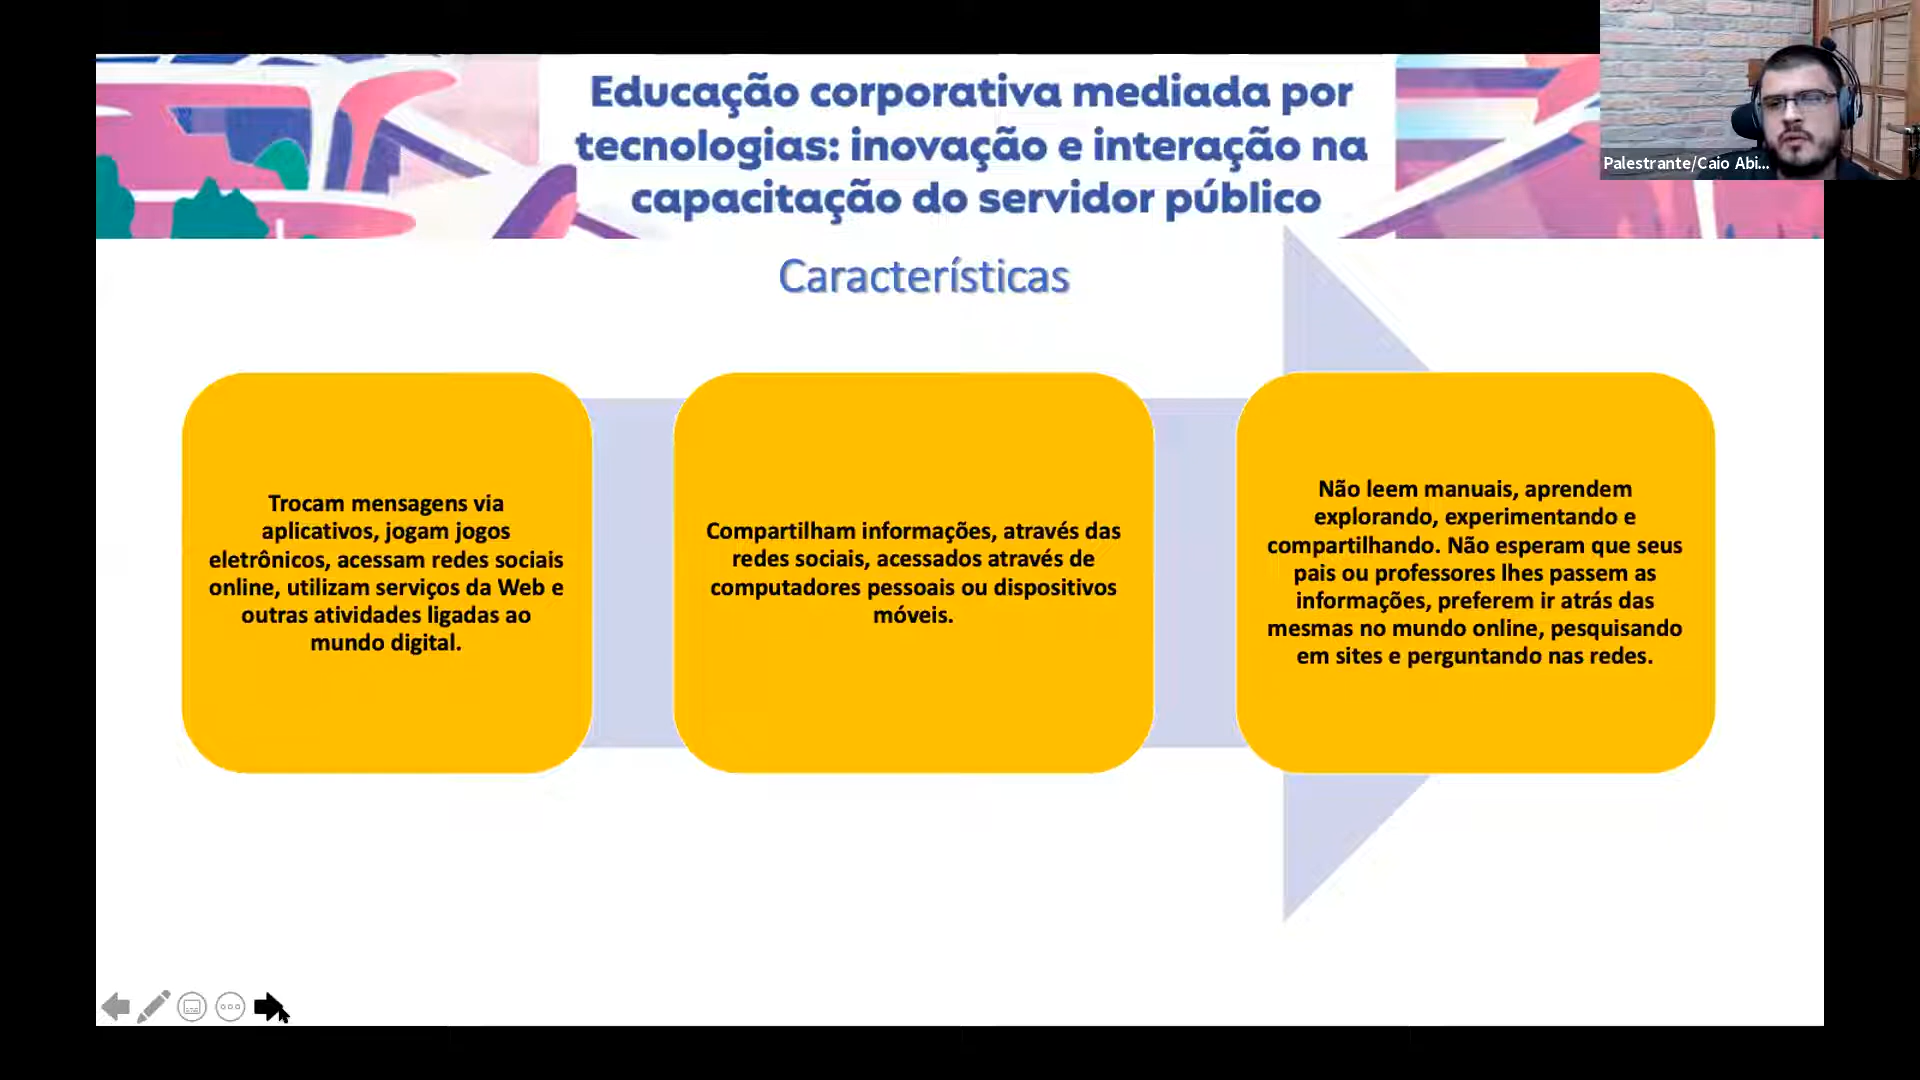 Educação corporativa mediada por
tecnologias: inovação e interação na
capacitação do servidor público
Palestrante/Caio Abi...
Características
Trocam mensagens via
aplicativos, jogam jogos
eletrônicos, acessam redes sociais
online, utilizam serviços da Web e
outras atividades ligadas ao
mundo digital.
Compartilham informações, através das
redes sociais, acessados através de
computadores pessoais ou dispositivos
móveis.
Não leem manuais, aprendem
explorando, experimentando e
compartilhando. Não esperam que seus
pais ou professores lhes passem as
informações, preferem ir atrás das
mesmas no mundo online, pesquisando
em sites e perguntando nas redes.